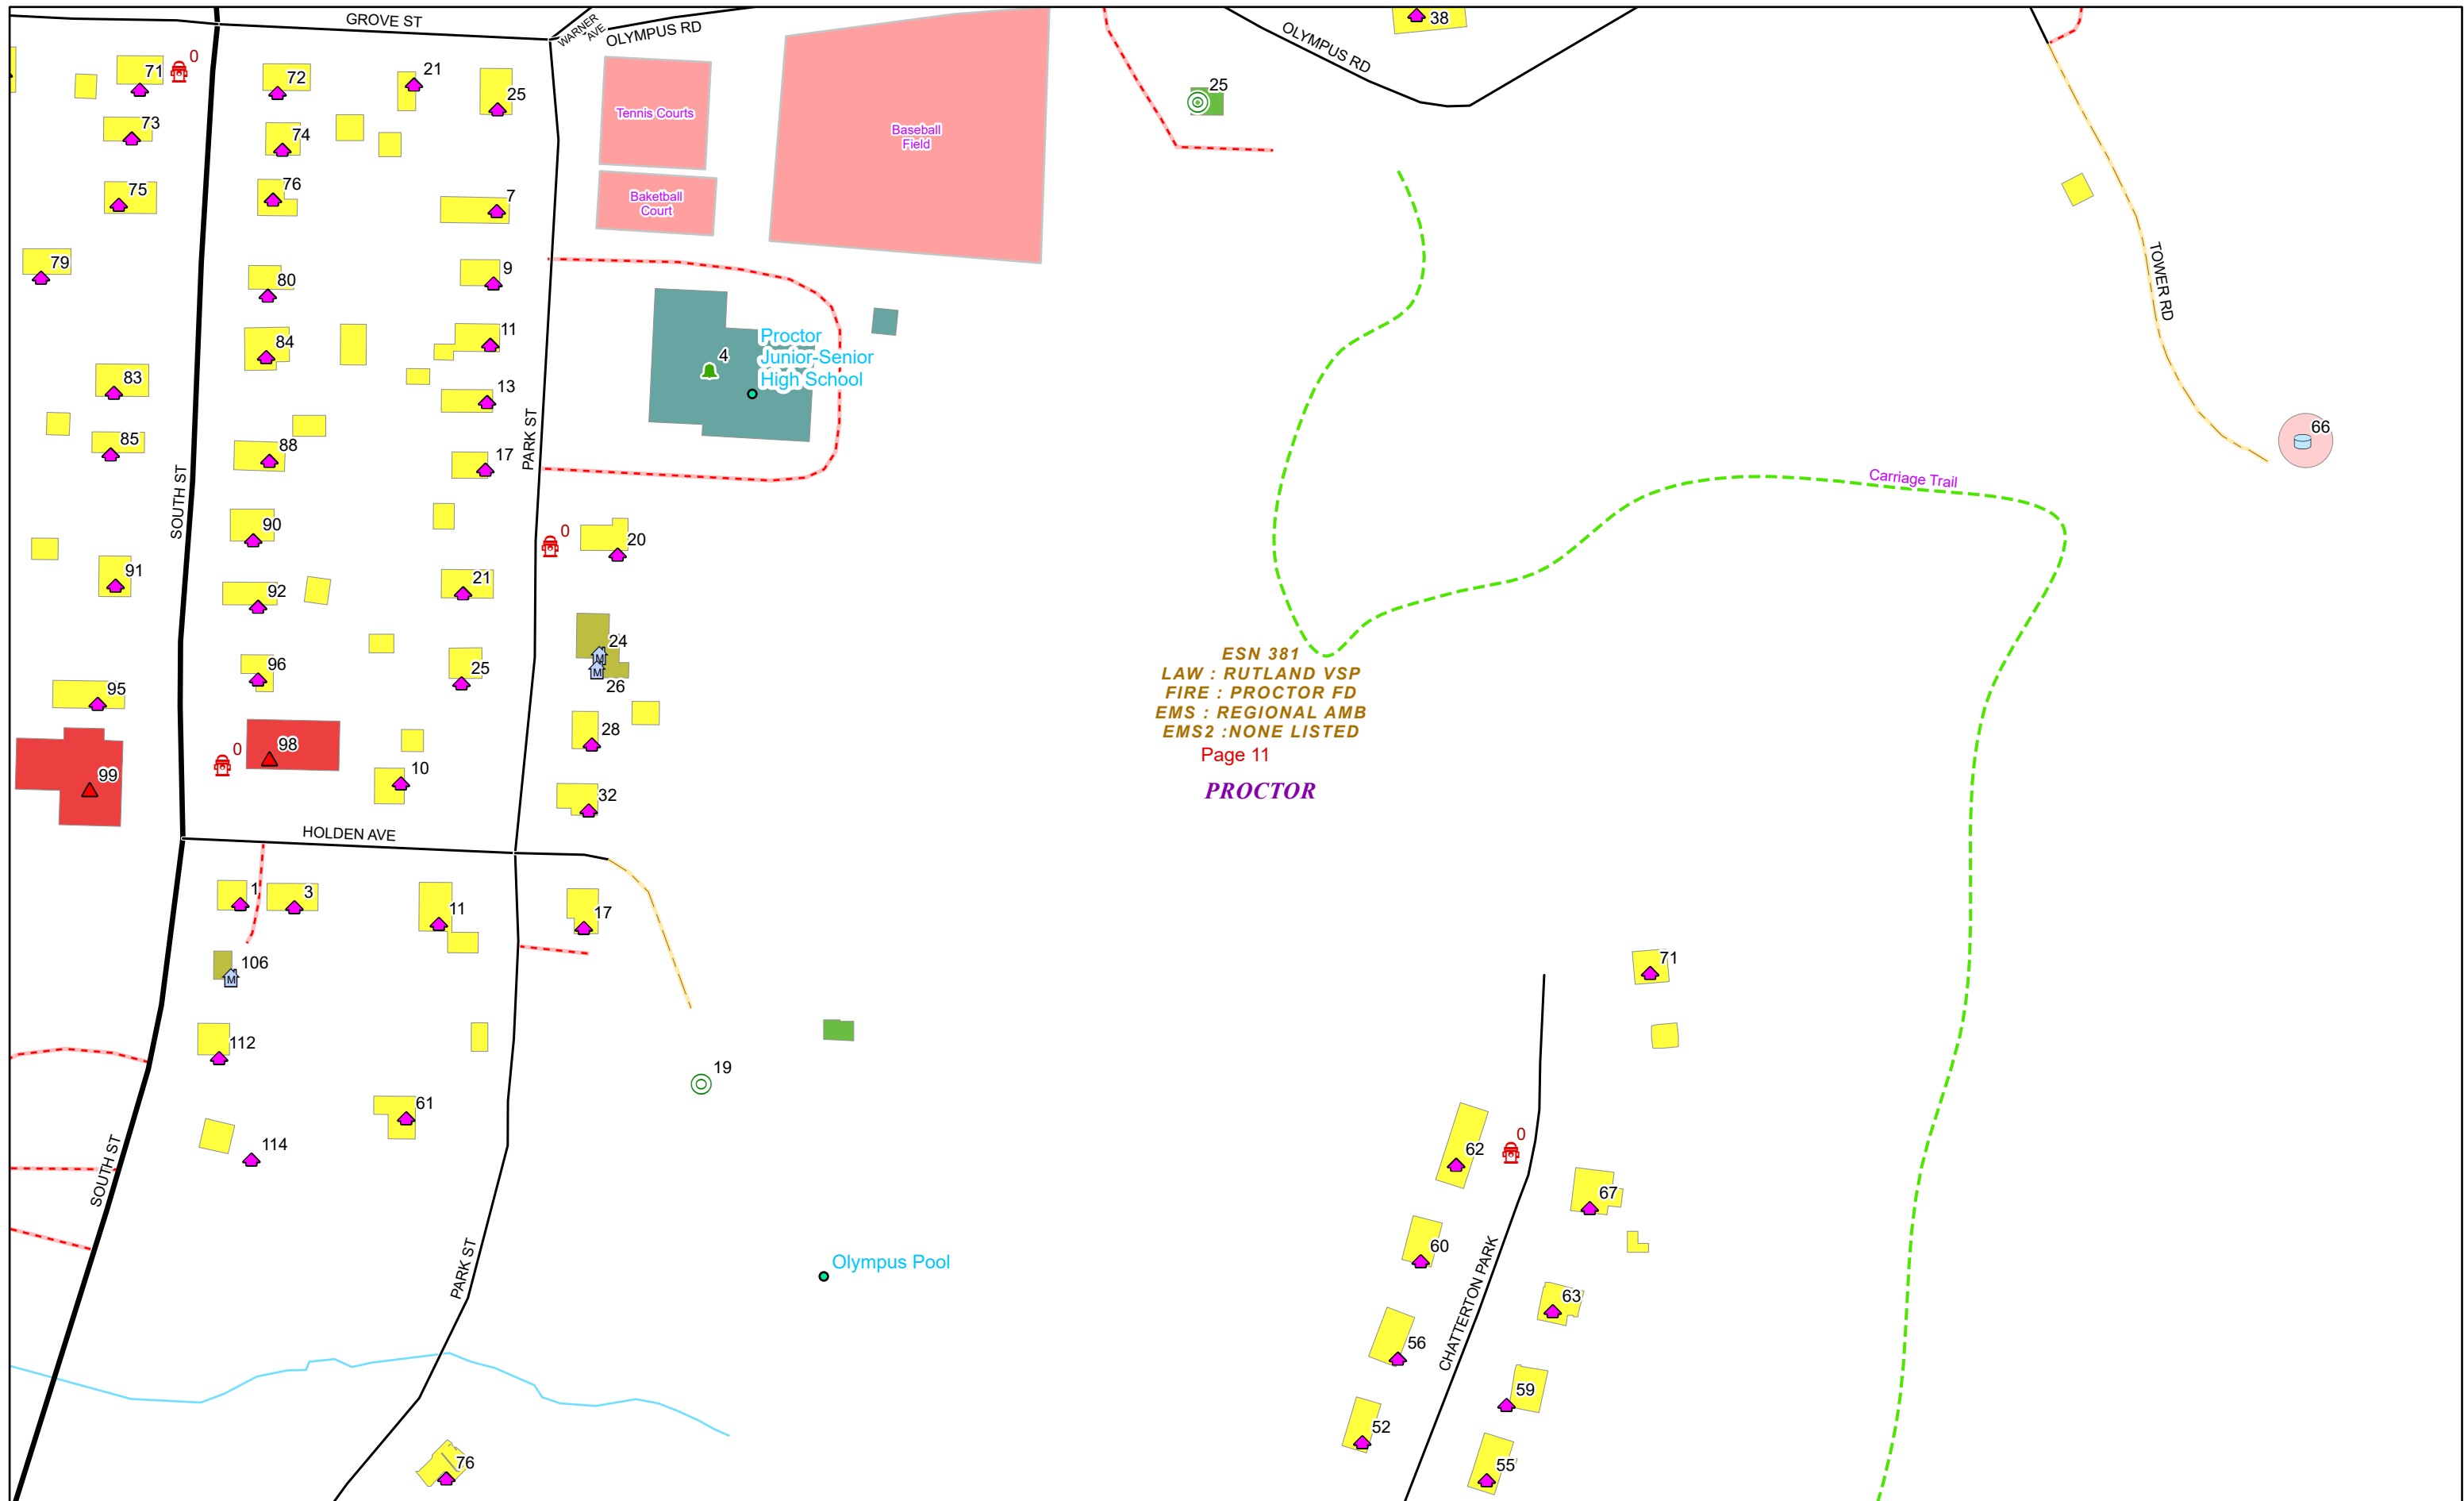 GROVE ST
WARNER
AVE
OLYMPUS RD
OLYMPUS RD
38
71
0
72
21
25
Tennis Courts
Baseball
Field
25
73
74
75
76
7
Baketball
Court
TOWER RD
79
80
9
84
11
4
Proctor
Junior-Senior
High School
83
13
PARK ST
85
88
17
66
SOUTH ST
Carriage Trail
90
0
20
91
92
21
24
26
M
M
96
25
95
ESN 381
LAW : RUTLAND VSP
FIRE : PROCTOR FD
EMS : REGIONAL AMB
EMS2 :NONE LISTED
Page 11
PROCTOR
28
0
98
99
10
32
HOLDEN AVE
1
3
11
17
106
M
71
112
19
61
114
62
0
SOUTH ST
67
PARK ST
Olympus Pool
60
CHATTERTON PARK
63
56
59
52
76
55